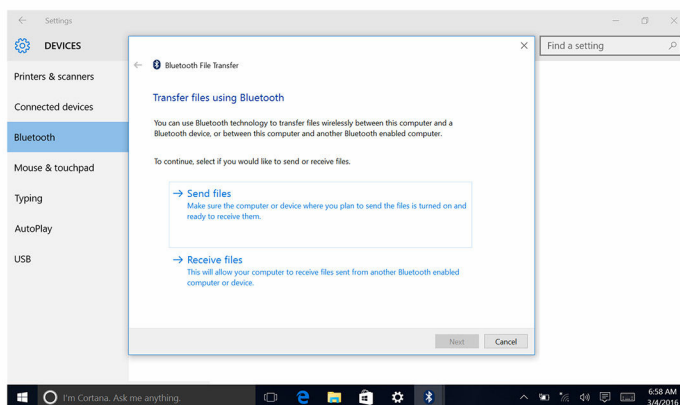 Settings
DEVICES
Find a setting
Printers & scanners
Connected devices
Bluetooth
Mouse & touchpad
Typing
AutoPlay
USB
Bluetooth File Transfer
Transfer files using Bluetooth
You can use Bluetooth technology to transfer files wirelessly between this computer and a
Bluetooth device, or between this computer and another Bluetooth enabled computer.
To continue, select if you would like to send or receive files.
Send files
Make sure the computer or device where you plan to send the files is turned on and
ready to receive them.
Receive files
This will allow your computer to receive files sent from another Bluetooth enabled
computer or device.
Next
Cancel
I'm Cortana. Ask me anything.
6:58 AM
3/4/2016